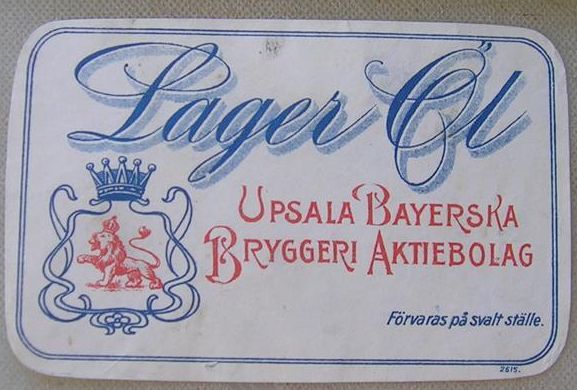 Lager Öl
UPSALA BAYERSKA
BRYGGERI AKTIEBOLAG
Förvaras på svalt ställe.
2615.